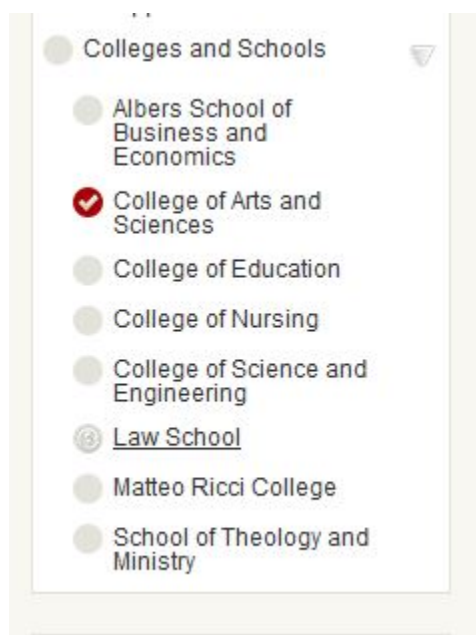 Colleges and Schools
Albers School of
Business and
Economics
College of Arts and
Sciences
College of Education
College of Nursing
College of Science and
Engineering
Law School
Matteo Ricci College
School of Theology and
Ministry